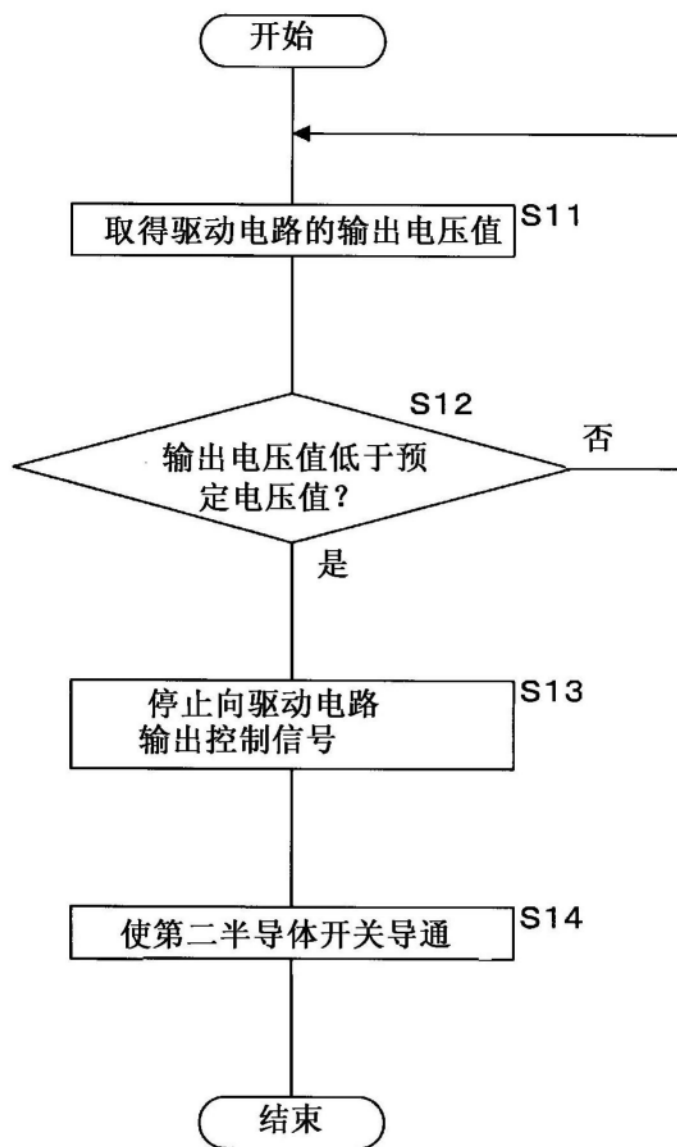 开始
取得驱动电路的输出电压值
S11
S12
输出电压值低于预
定电压值？
否
是
停止向驱动电路
输出控制信号
S13
使第二半导体开关导通
S14
结束